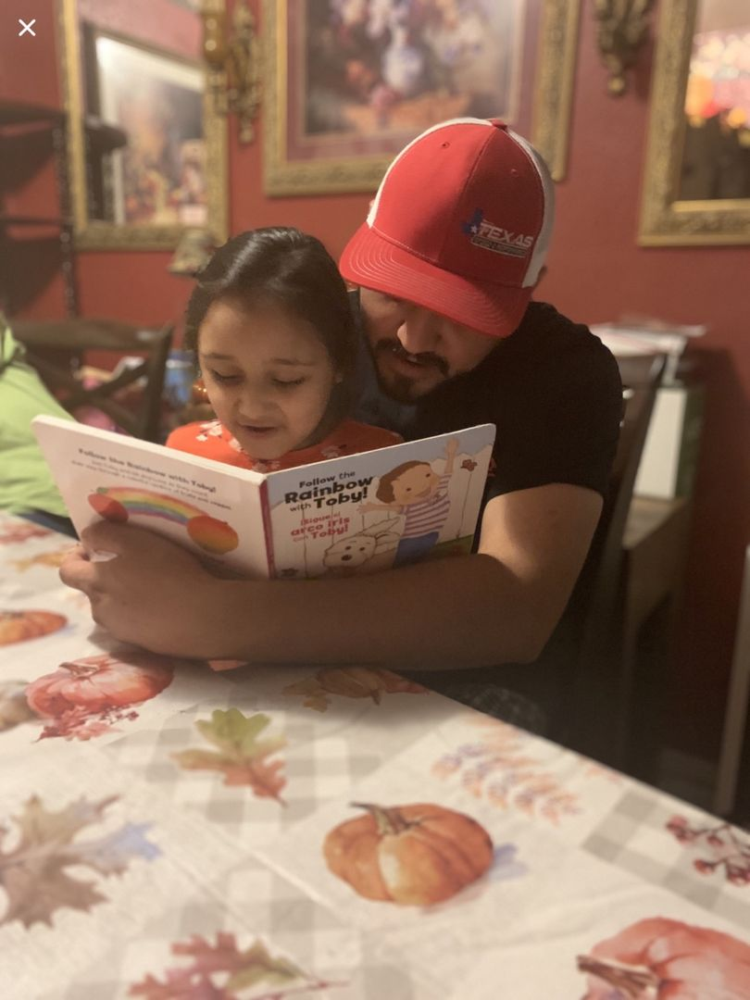 TEXAS
Follow the Rainbow with Toby!
Follow the
Rainbow
with Toby!
¡Sigue el
arco iris
con Toby!